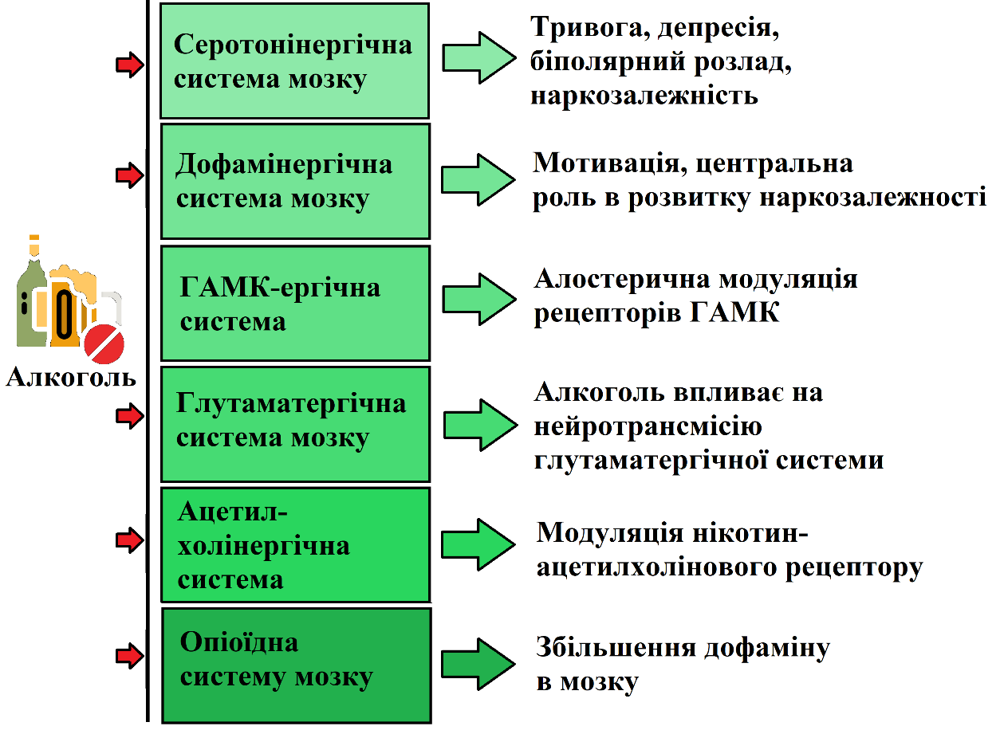 Серотонінергічна
система мозку
Тривога, депресія,
біполярний розлад,
наркозалежність
Дофамінергічна
система мозку
Мотивація, центральна
роль в розвитку наркозалежності
ГАМК-ергічна
система
Алостерична модуляція
рецепторів ГАМК
Алкоголь
Глутаматергічна
система мозку
Алкоголь впливає на
нейротрансмісію
глутаматергічної системи
Ацетил-
холінергічна
система
Модуляція нікотин-
ацетилхолінового рецептору
Опіоїдна
систему мозку
Збільшення дофаміну
в мозку